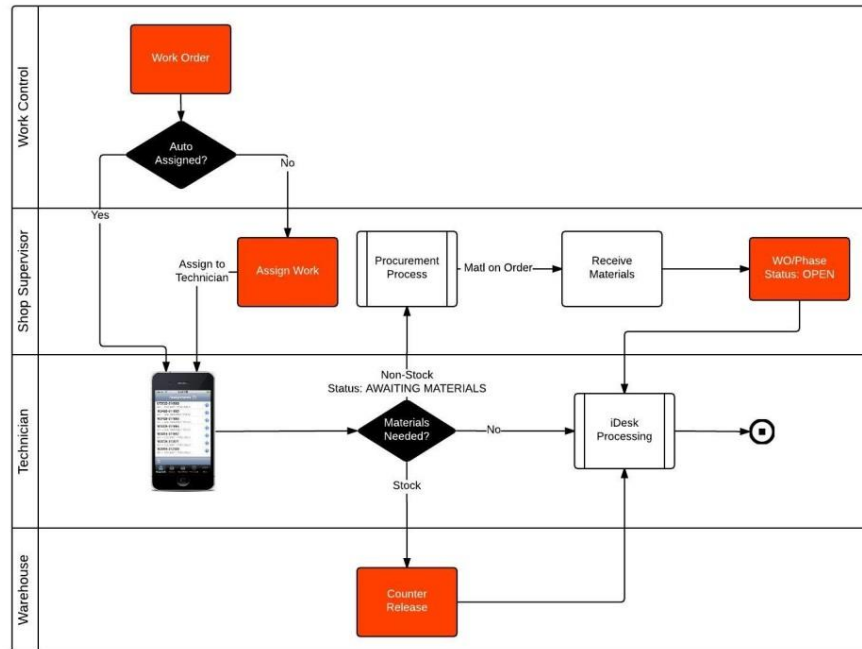 Work Control
Work Order
Auto
Assigned?
No
Yes
Shop Supervisor
Assign to
Technician
Assign Work
Procurement
Process
Matl on Order
Receive
Materials
WO/Phase
Status: OPEN
Technician
Non-Stock
Status: AWAITING MATERIALS
Materials
Needed?
No
iDesk
Processing
Stock
Warehouse
Counter
Release